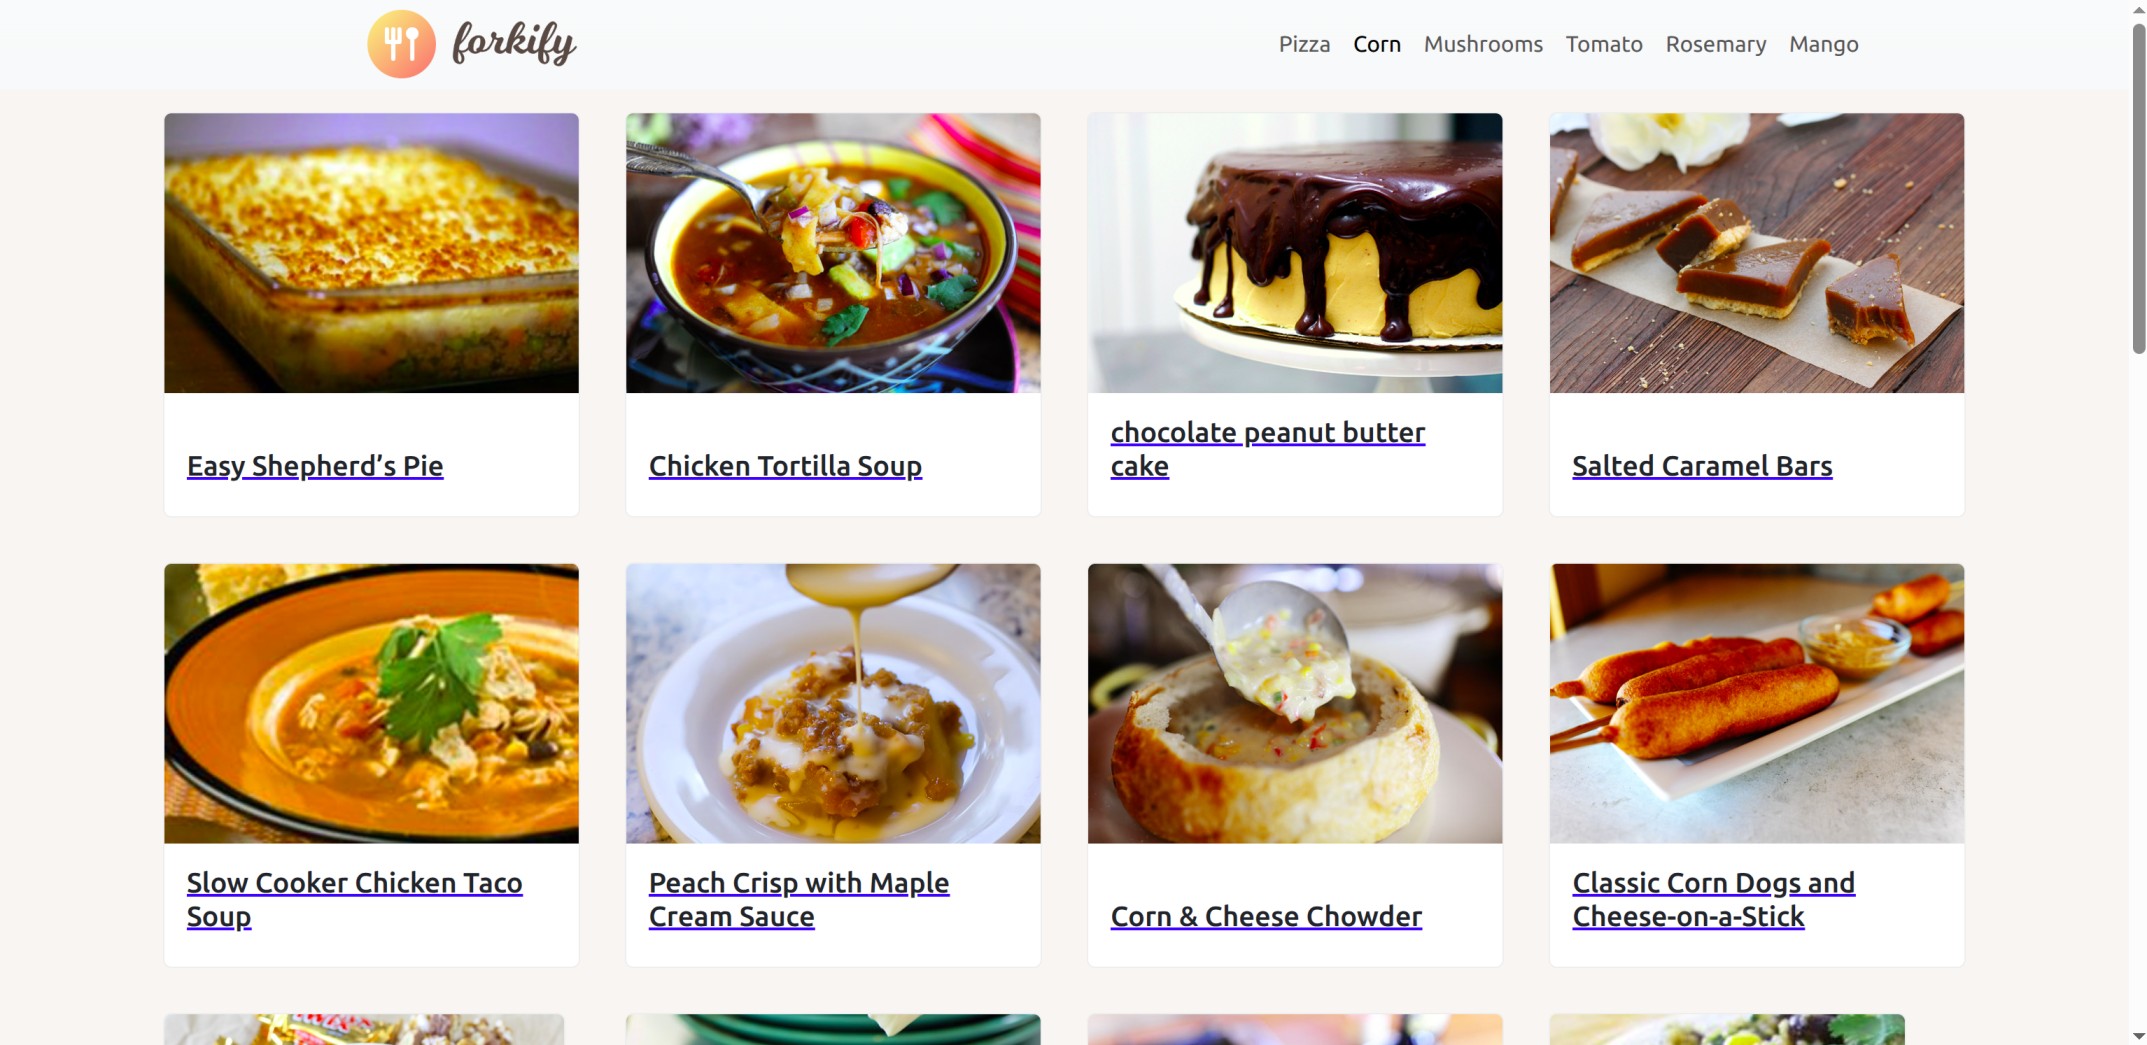 forkify
Pizza Corn Mushrooms Tomato Rosemary Mango
Easy Shepherd’s Pie
Chicken Tortilla Soup
chocolate peanut butter
cake
Salted Caramel Bars
Slow Cooker Chicken Taco
Soup
Peach Crisp with Maple
Cream Sauce
Corn & Cheese Chowder
Classic Corn Dogs and
Cheese-on-a-Stick